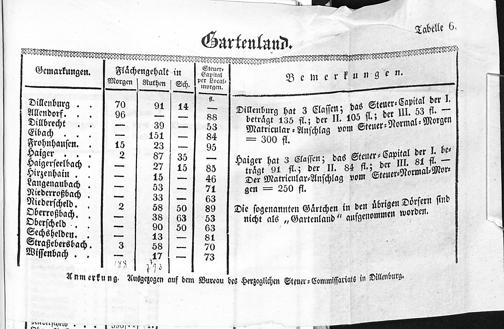 Tabelle 6.
Gartenland.
Gemarkungen. Flächengehalt in Steuer-Capital per Local-morgen. Bemerkungen.
Morgen Ruthen Sch. fl.
Dillenburg . . 70 91 14
Allendorf . . 96 — — 88
Dillbrecht . . — 39 — 53
Eibach . . . — 151 — 84
Frohnhausen . 15 23 — 95
Haiger . . . 2 87 35
Haigerseelbach . — 27 15 85
Hirzenhain . . — 15 — 46
Langenaubach . — 53 — 71
Niederroßbach . — 33 — 63
Niederscheld . 2 58 50 89
Oberroßbach . — 38 63 53
Oberscheld . . — 90 50 63
Sechshelden . . — 13 — 81
Straßebersbach . 3 58 — 70
Wissenbach . . — 17 — 73
Dillenburg hat 3 Classen; das Steuer-Capital der I.
beträgt 135 fl.; der II. 105 fl.; der III. 53 fl. —
Matricular-Anschlag vom Steuer-Normal-Morgen
= 300 fl.
Haiger hat 3 Classen; das Steuer-Capital der I. be-
trägt 91 fl.; der II. 84 fl.; der III. 81 fl. —
Der Matricular-Anschlag vom Steuer-Normal-Mor-
gen = 250 fl.
Die sogenannten Gärtchen in den übrigen Dörfern sind
nicht als „Gartenland" aufgenommen worden.
Anmerkung. Ausgezogen auf dem Bureau des Herzoglichen Steuer-Commissariats in Dillenburg.